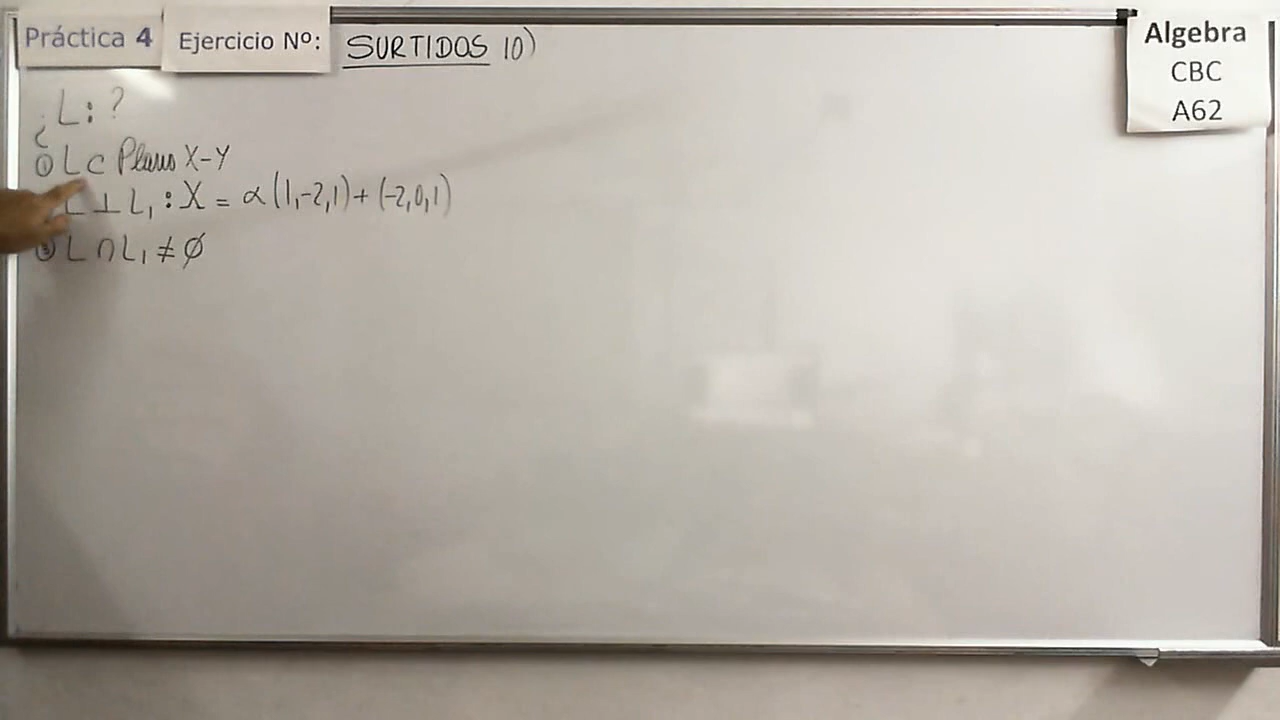 Práctica 4
Ejercicio Nº:
SURTIDOS 10)
Algebra
CBC
A62
¿L:?
① L ⊂ Plano X-Y
L ⊥ L₁ : X = α(1,-2,1) + (-2,0,1)
③ L ∩ L₁ ≠ ∅